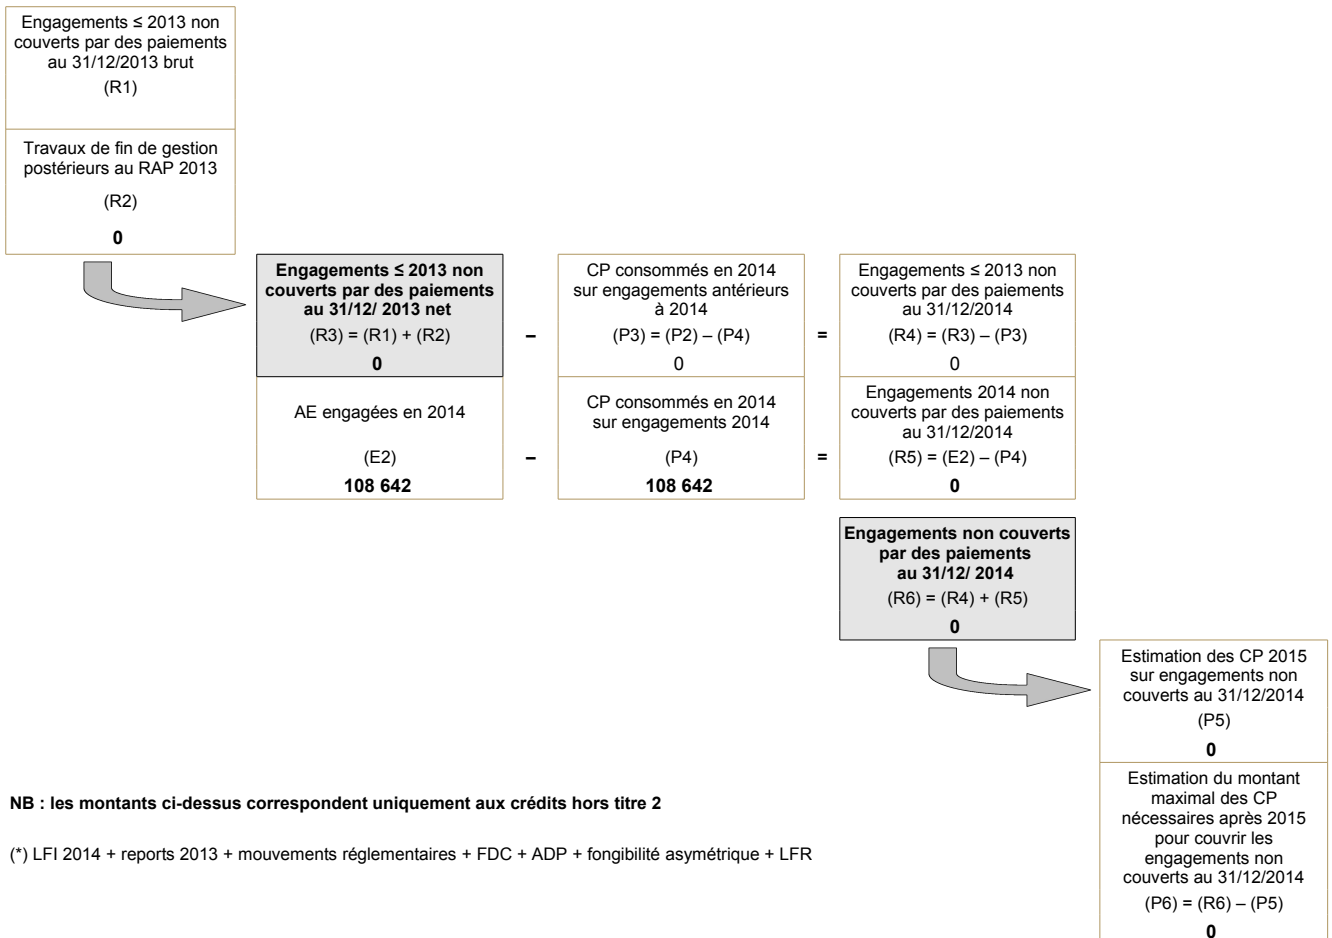 Engagements ≤ 2013 non
couverts par des paiements
au 31/12/2013 brut
(R1)
Travaux de fin de gestion
postérieurs au RAP 2013
(R2)
0
Engagements ≤ 2013 non
couverts par des paiements
au 31/12/ 2013 net
(R3) = (R1) + (R2)
0
–
CP consommés en 2014
sur engagements antérieurs
à 2014
(P3) = (P2) – (P4)
0
=
Engagements ≤ 2013 non
couverts par des paiements
au 31/12/2014
(R4) = (R3) – (P3)
0
AE engagées en 2014
(E2)
108 642
–
CP consommés en 2014
sur engagements 2014
(P4)
108 642
=
Engagements 2014 non
couverts par des paiements
au 31/12/2014
(R5) = (E2) – (P4)
0
Engagements non couverts
par des paiements
au 31/12/ 2014
(R6) = (R4) + (R5)
0
Estimation des CP 2015
sur engagements non
couverts au 31/12/2014
(P5)
0
Estimation du montant
maximal des CP
nécessaires après 2015
pour couvrir les
engagements non
couverts au 31/12/2014
(P6) = (R6) – (P5)
0
NB : les montants ci-dessus correspondent uniquement aux crédits hors titre 2
(*) LFI 2014 + reports 2013 + mouvements réglementaires + FDC + ADP + fongibilité asymétrique + LFR